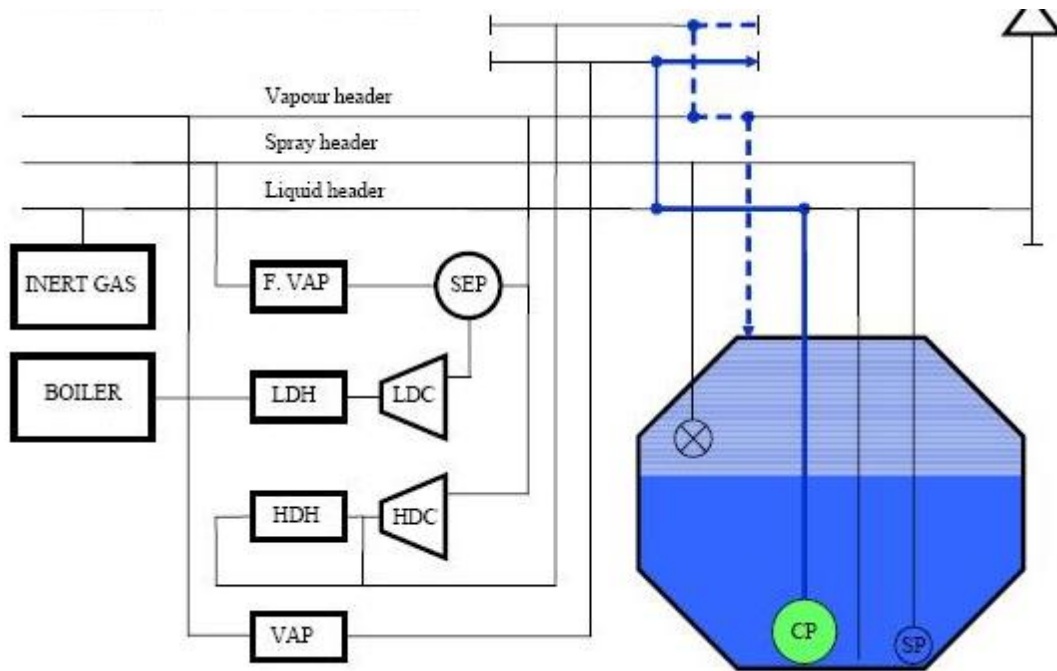 Vapour header
Spray header
Liquid header
INERT GAS
F. VAP
SEP
BOILER
LDH
LDC
HDH
HDC
VAP
CP
SP